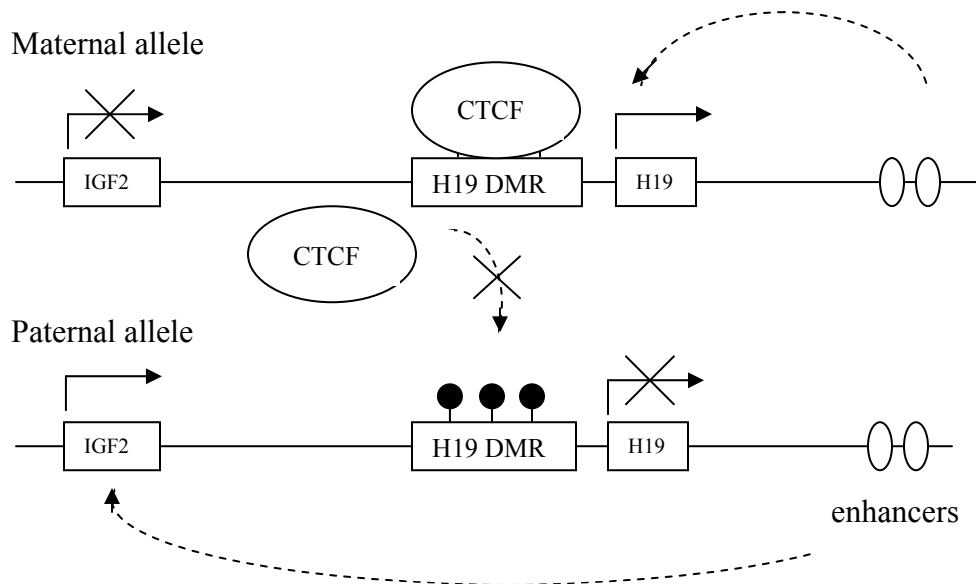 Maternal allele
CTCF
IGF2
H19 DMR
H19
CTCF
Paternal allele
IGF2
H19 DMR
H19
enhancers